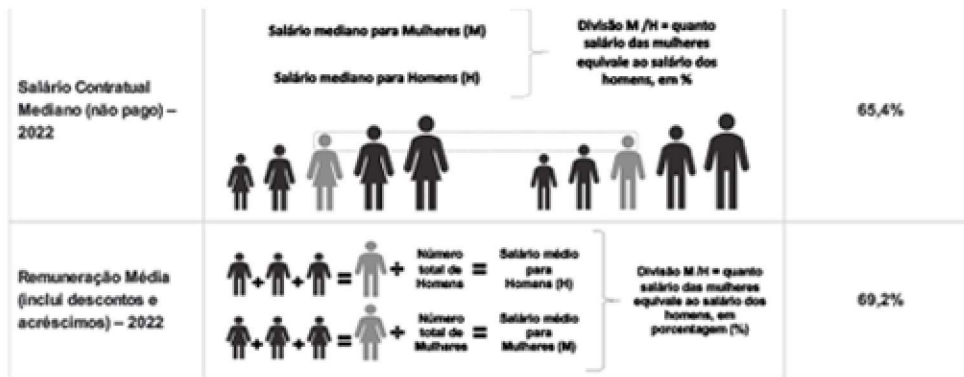 Salário Contratual
Mediano (não pago) –
2022
Salário mediano para Mulheres (M)
Salário mediano para Homens (H)
Divisão M /H = quanto
salário das mulheres
equivale ao salário dos
homens, em %
65,4%
Remuneração Média
(inclui descontos e
acréscimos) – 2022
+ + = ÷
Número
total de
Homens
=
Salário médio
para
Homens (H)
+ + = ÷
Número
total de
Mulheres
=
Salário médio
para
Mulheres (M)
Divisão M/H = quanto
salário das mulheres
equivale ao salário dos
homens, em
porcentagem (%)
69,2%